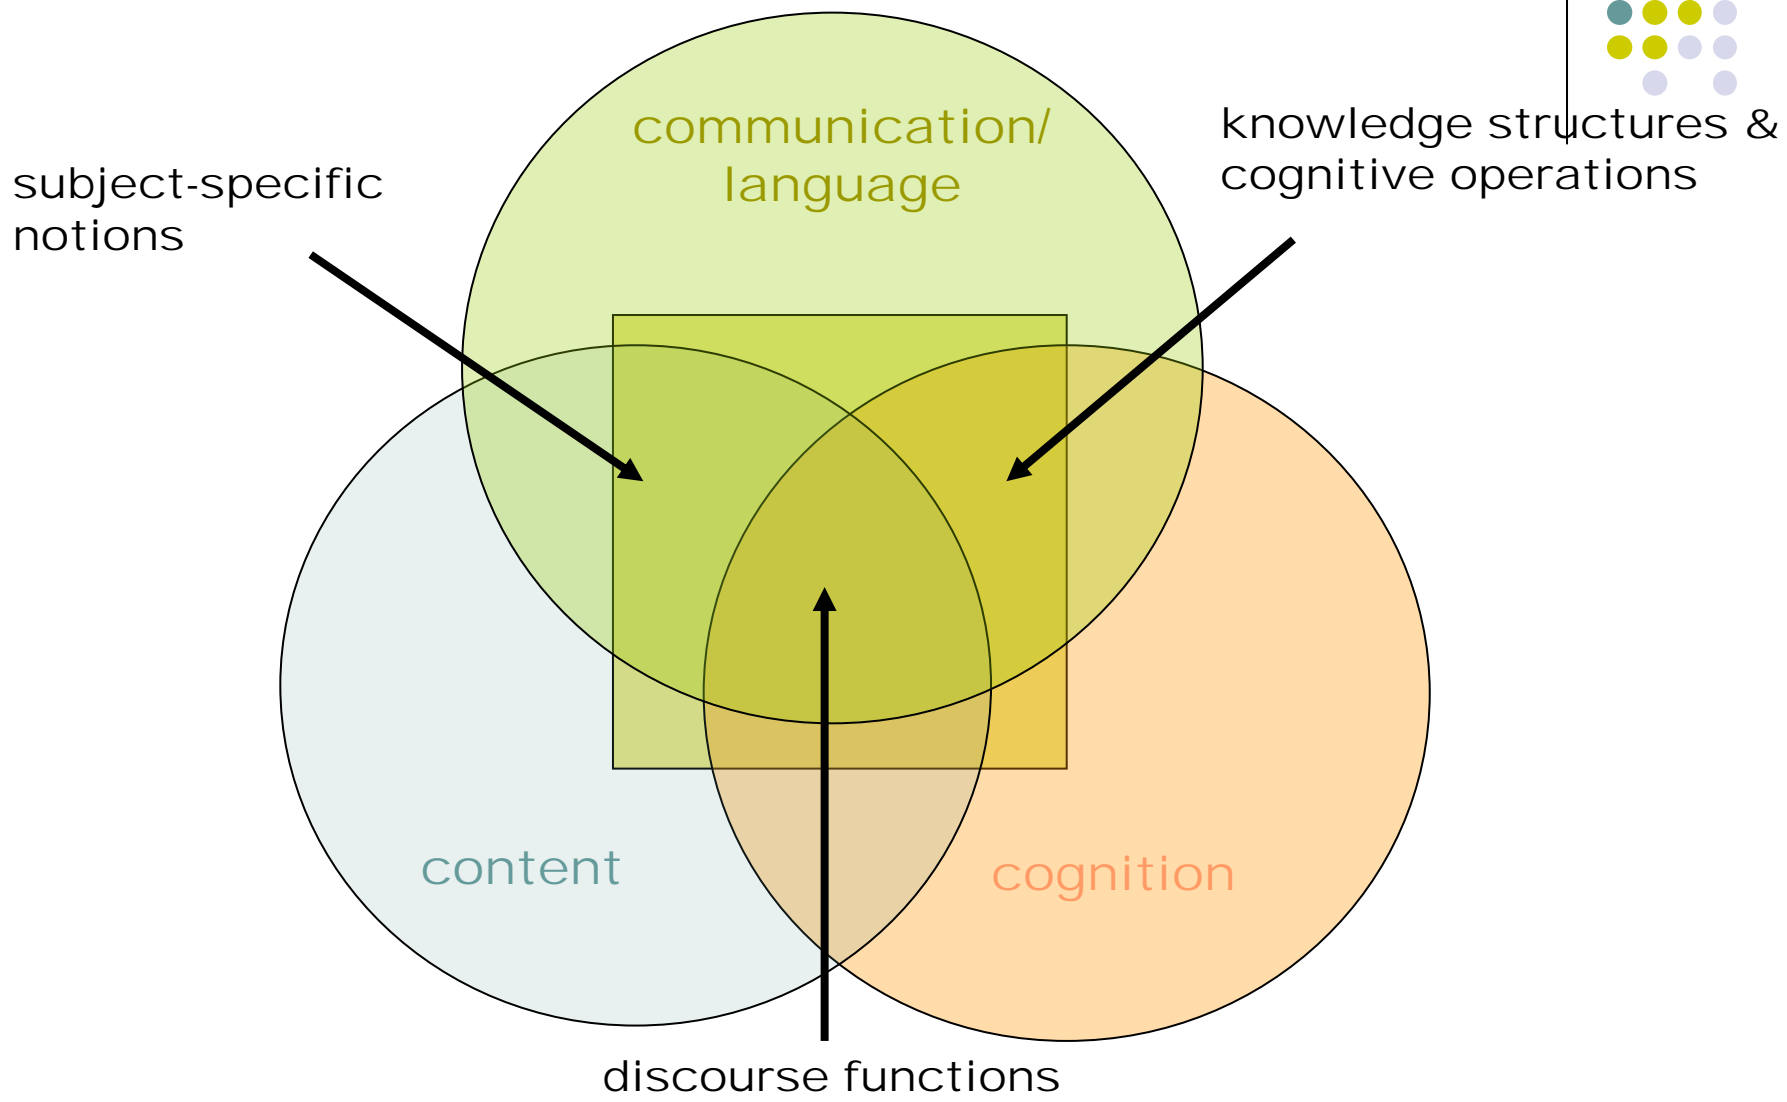 communication/
language
knowledge structures &
cognitive operations
subject-specific
notions
content
cognition
discourse functions